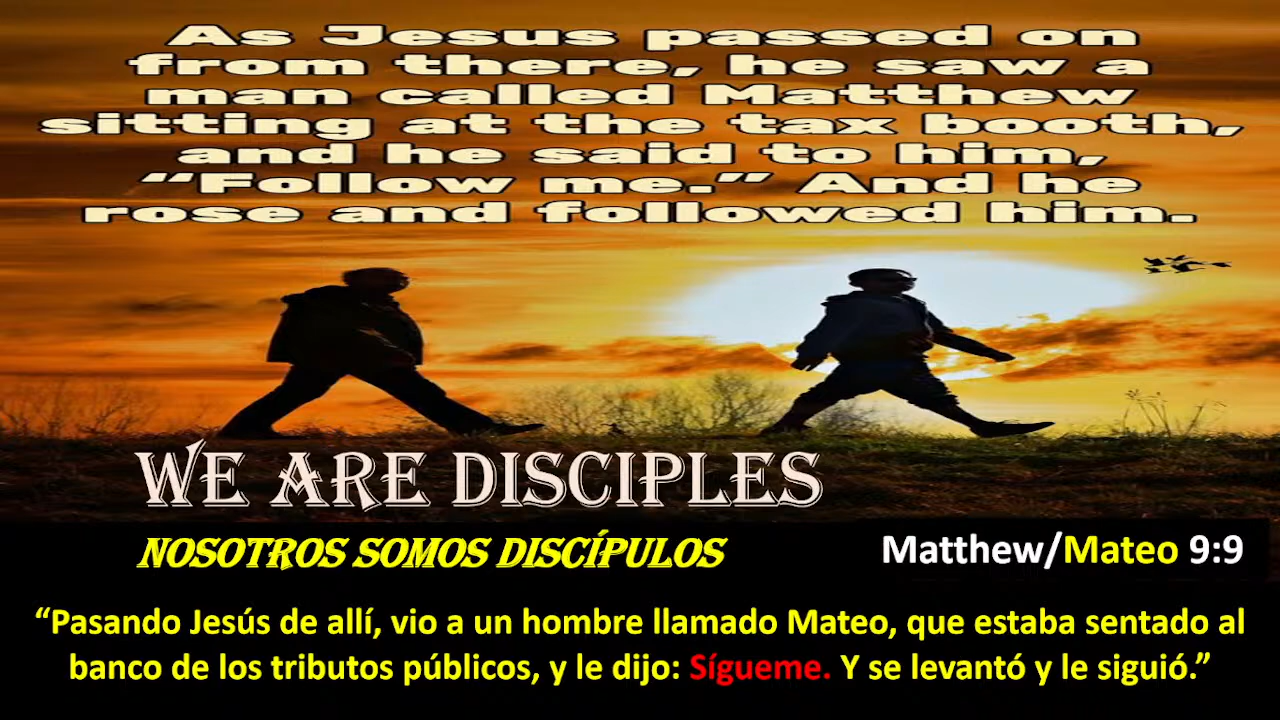 As Jesus passed on
from there, he saw a
man called Matthew
sitting at the tax booth,
and he said to him,
“Follow me.” And he
rose and followed him.
WE ARE DISCIPLES
NOSOTROS SOMOS DISCÍPULOS
Matthew/Mateo 9:9
“Pasando Jesús de allí, vio a un hombre llamado Mateo, que estaba sentado al
banco de los tributos públicos, y le dijo: Sígueme. Y se levantó y le siguió.”